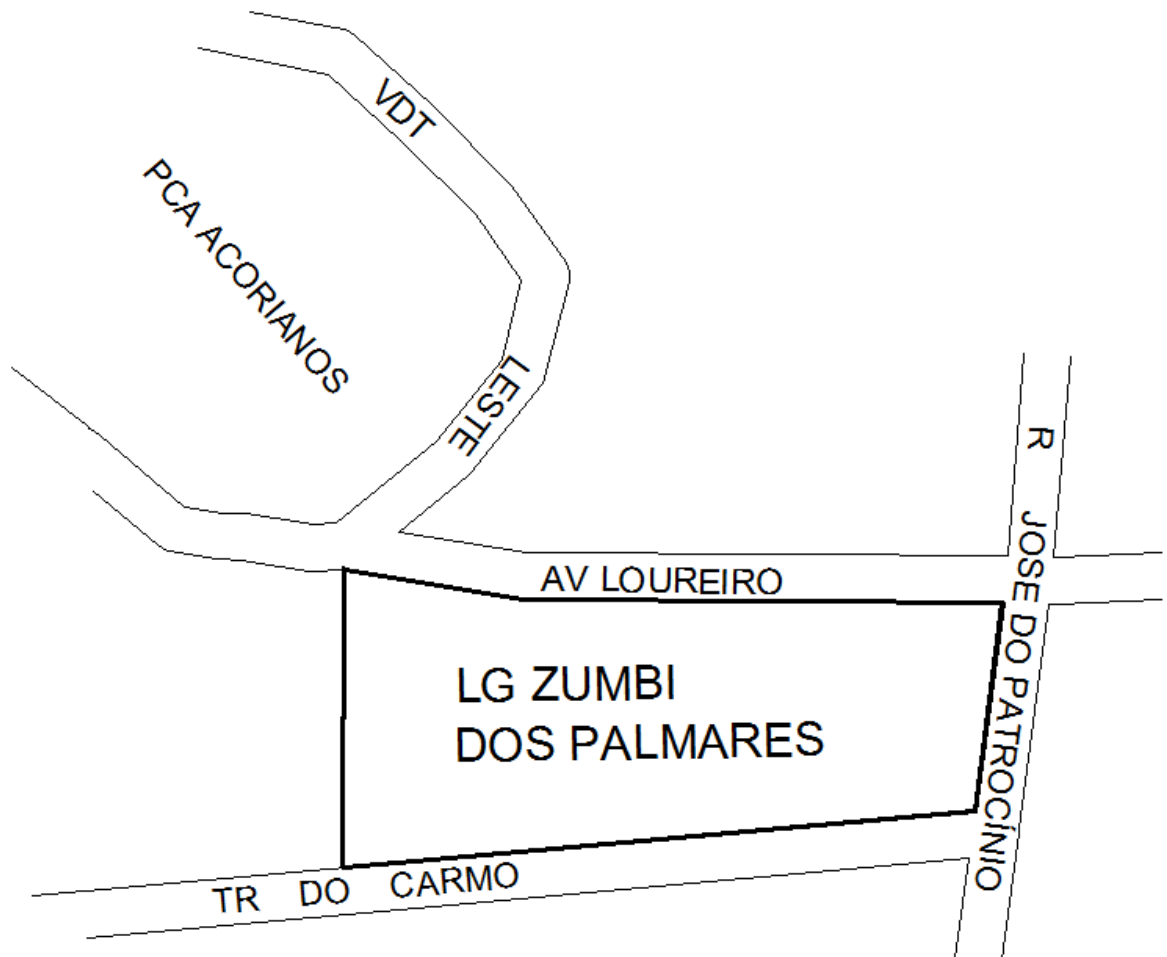 VDT
PCA ACORIANOS
LESTE
R JOSE DO PATROCÍNIO
AV LOUREIRO
LG ZUMBI
DOS PALMARES
TR DO CARMO